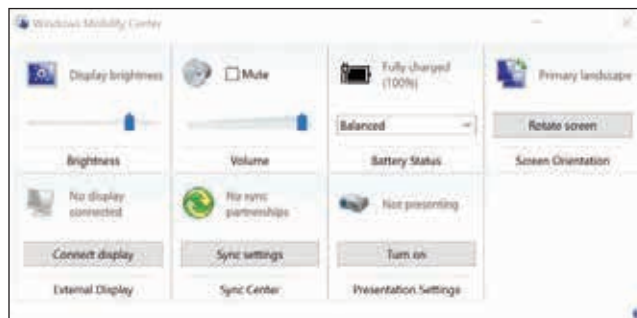 Windows Mobility Center
Display brightness
Brightness
Mute
Volume
Fully charged
(100%)
Balanced
Battery Status
Primary landscape
Rotate screen
Screen Orientation
No display
connected
Connect display
External Display
No sync
partnerships
Sync settings
Sync Center
Not presenting
Turn on
Presentation Settings